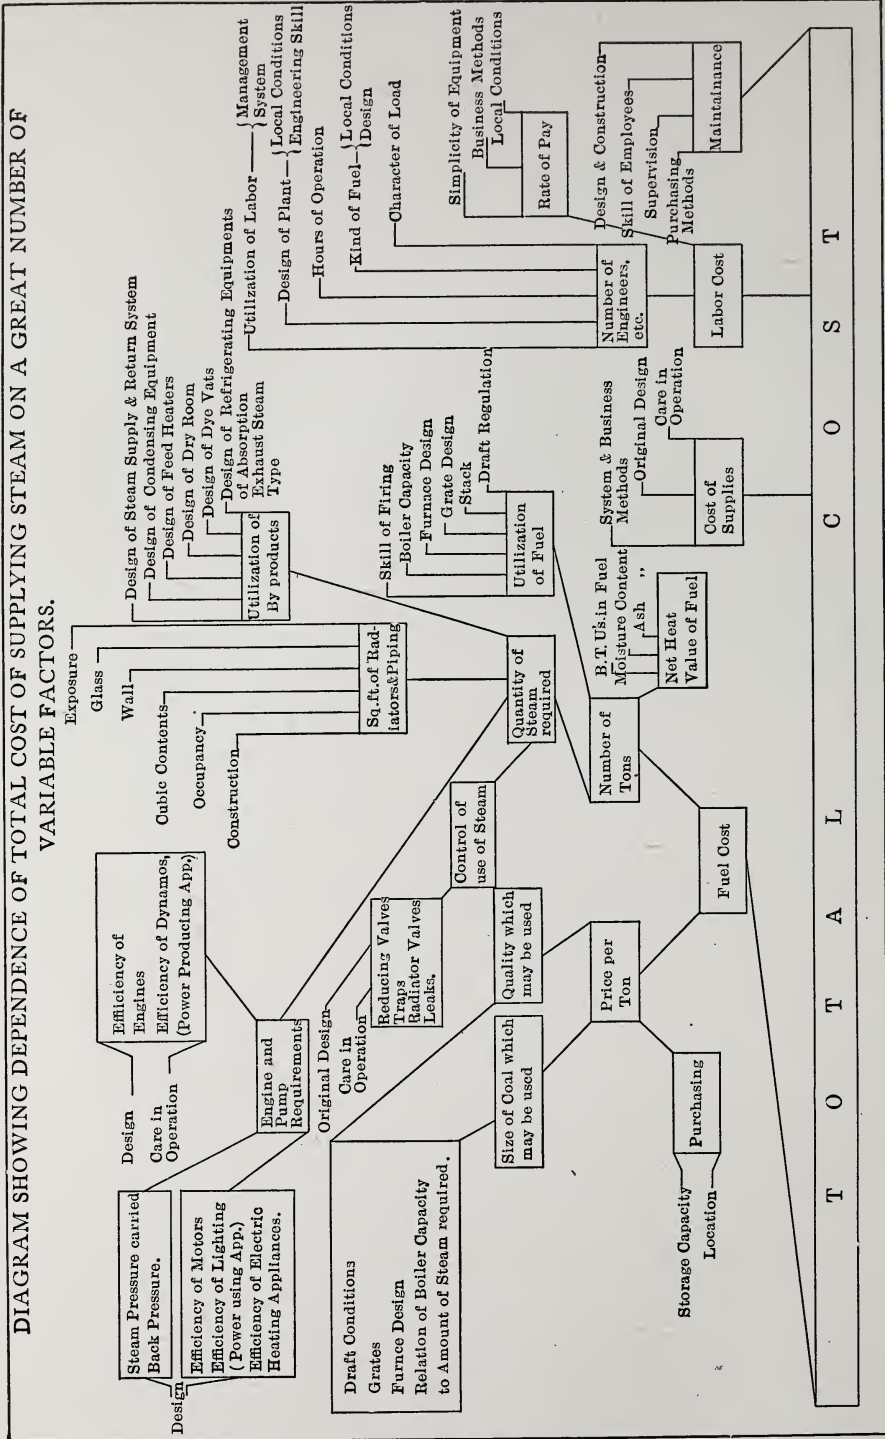 DIAGRAM SHOWING DEPENDENCE OF TOTAL COST OF SUPPLYING STEAM ON A GREAT NUMBER OF
VARIABLE FACTORS.
Steam Pressure carried
Back Pressure.
Efficiency of Motors
Efficiency of Lighting
(Power using App.)
Efficiency of Electric
Heating Appliances.
Design
Design
Care in
Operation
Effiiciency of
Engines
Efficiency of Dynamos,
(Power Producing App.)
Engine and
Pump
Requirements
Original Design
Care in
Operation
Reducing Valves
Traps
Radiator Valves
Leaks.
Control of
use of Steam
Draft Conditions
Grates
Furnce Design
Relation of Boiler Capacity
to Amount of Steam required.
Size of Coal which
may be used
Quality which
may be used
Price per
Ton
Storage Capacity
Location
Purchasing
Fuel Cost
Exposure
Glass
Wall
Cubic Contents
Occupancy
Construction
Sq.ft.of Rad-
iators&Piping
Quantity of
Steam
required
Number of
Tons
Design of Steam Supply & Return System
Design of Condensing Equipment
Design of Feed Heaters
Design of Dry Room
Design of Dye Vats
Design of Refrigerating Equipments
of Absorption
Exhaust Steam
Type
Utilization of
By products
Skill of Firing
Boiler Capacity
Furnace Design
Grate Design
Stack
Draft Regulation
Utilization
of Fuel
B.T.U's.in Fuel
Moisture Content
Ash ,,
Net Heat
Value of Fuel
System & Business
Methods
Original Design
Care in
Operation
Cost of
Supplies
Utilization of Labor
Management
System
Design of Plant
Local Conditions
Engineering Skill
Hours of Operation
Kind of Fuel
Local Conditions
Design
Character of Load
Number of
Engineers,
etc.
Simplicity of Equipment
Business Methods
Local Conditions
Rate of Pay
Labor Cost
Design & Construction
Skill of Employees
Supervision
Purchasing
Methods
Maintainance
TOTAL COST